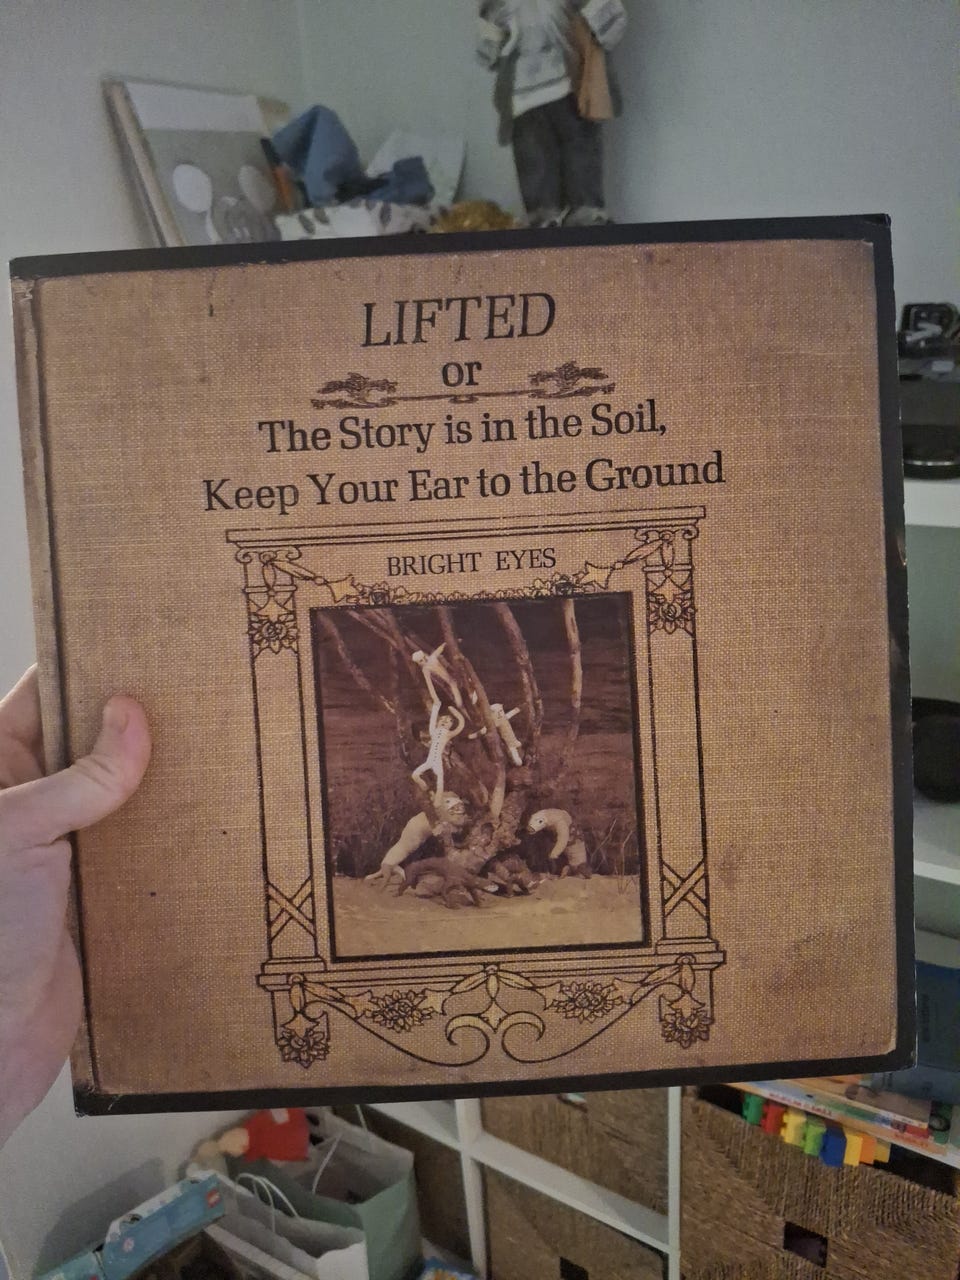 LIFTED
or
The Story is in the Soil,
Keep Your Ear to the Ground
BRIGHT EYES